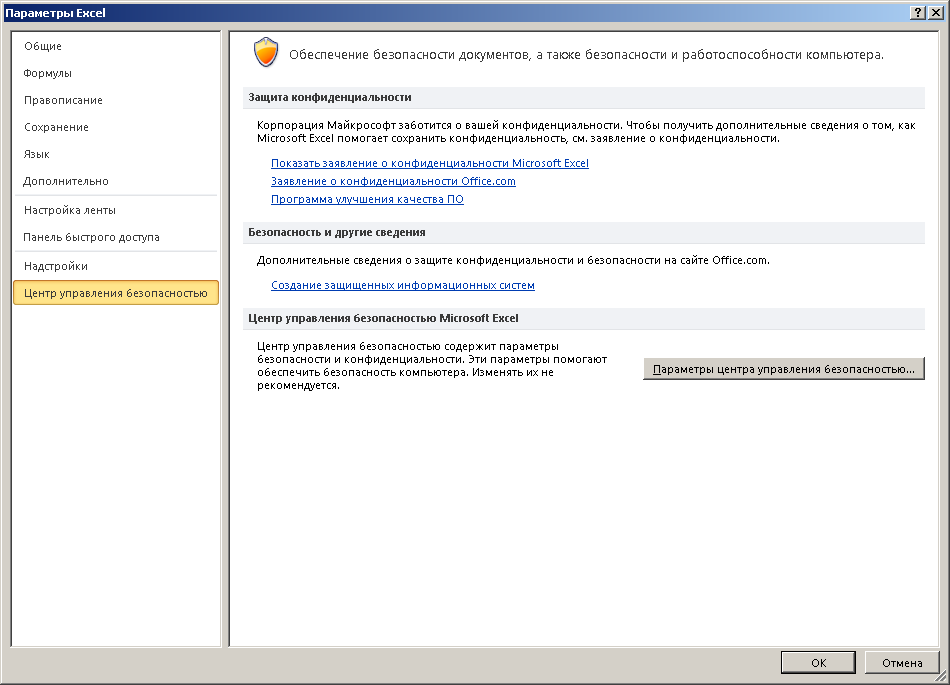 Параметры Excel
Общие
Формулы
Правописание
Сохранение
Язык
Дополнительно
Настройка ленты
Панель быстрого доступа
Надстройки
Центр управления безопасностью
Обеспечение безопасности документов, а также безопасности и работоспособности компьютера.
Защита конфиденциальности
Корпорация Майкрософт заботится о вашей конфиденциальности. Чтобы получить дополнительные сведения о том, как
Microsoft Excel помогает сохранить конфиденциальность, см. заявление о конфиденциальности.
Показать заявление о конфиденциальности Microsoft Excel
Заявление о конфиденциальности Office.com
Программа улучшения качества ПО
Безопасность и другие сведения
Дополнительные сведения о защите конфиденциальности и безопасности на сайте Office.com.
Создание защищенных информационных систем
Центр управления безопасностью Microsoft Excel
Центр управления безопасностью содержит параметры
безопасности и конфиденциальности. Эти параметры помогают
обеспечить безопасность компьютера. Изменять их не
рекомендуется.
Параметры центра управления безопасностью...
ОК
Отмена